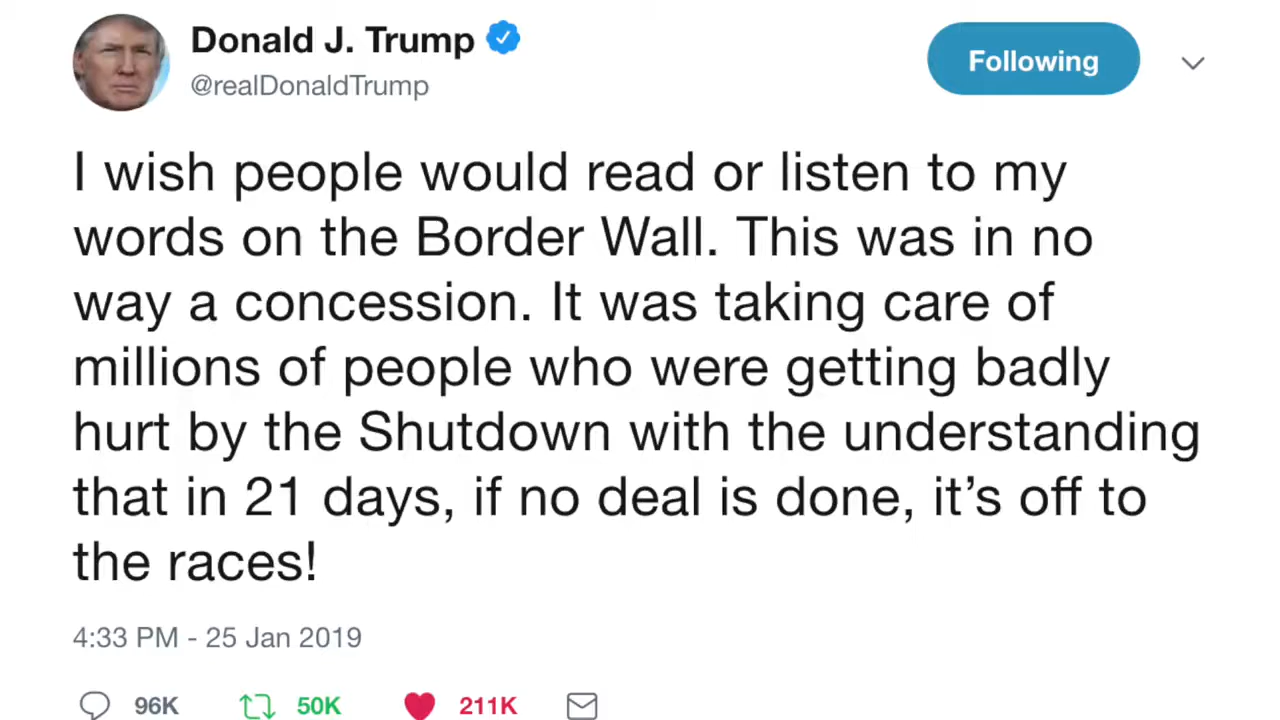 Donald J. Trump
@realDonaldTrump
Following
I wish people would read or listen to my
words on the Border Wall. This was in no
way a concession. It was taking care of
millions of people who were getting badly
hurt by the Shutdown with the understanding
that in 21 days, if no deal is done, it’s off to
the races!
4:33 PM - 25 Jan 2019
96K 50K 211K